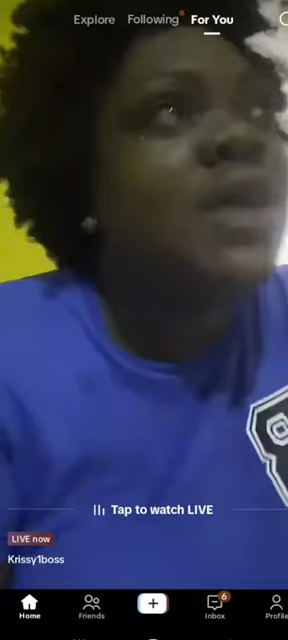 Explore Following For You
Tap to watch LIVE
LIVE now
Krissy1boss
6
Home Friends Inbox Profile